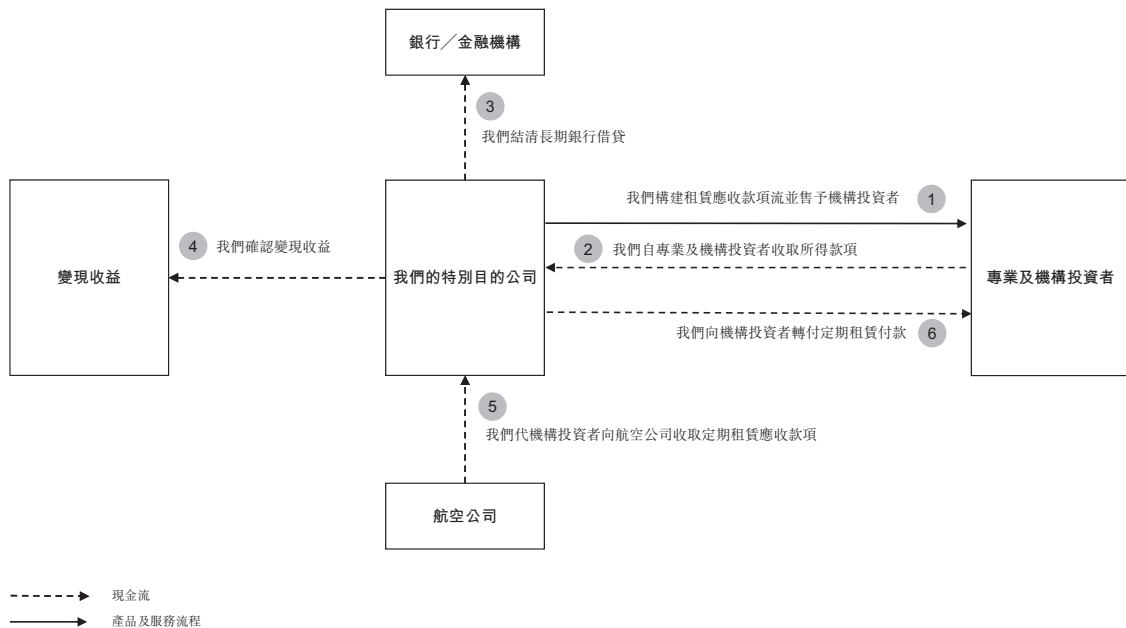 銀行／金融機構
3
我們結清長期銀行借貸
我們構建租賃應收款項流並售予機構投資者
1
4
我們確認變現收益
2
我們自專業及機構投資者收取所得款項
變現收益
我們的特別目的公司
專業及機構投資者
我們向機構投資者轉付定期租賃付款
6
5
我們代機構投資者向航空公司收取定期租賃應收款項
航空公司
現金流
產品及服務流程